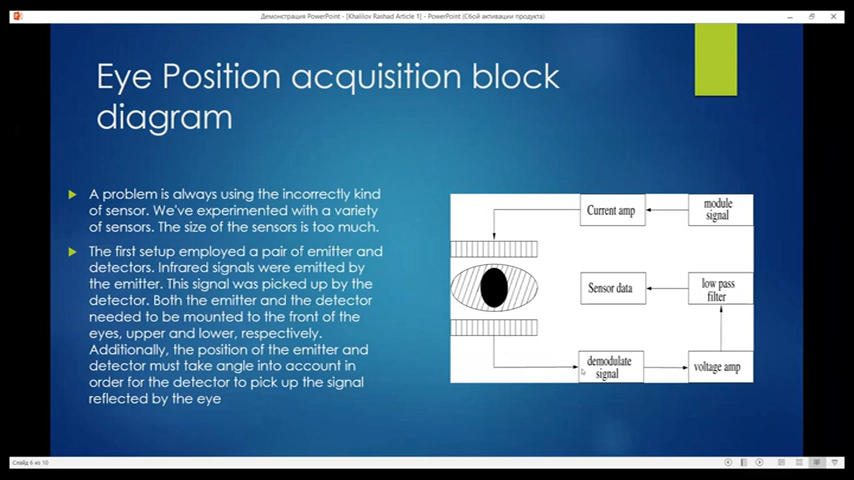 Демонстрация PowerPoint - [Khalilov Rashad Article 1] - PowerPoint (Сбой активации продукта)
Eye Position acquisition block
diagram
A problem is always using the incorrectly kind
of sensor. We've experimented with a variety
of sensors. The size of the sensors is too much.
The first setup employed a pair of emitter and
detectors. Infrared signals were emitted by
the emitter. This signal was picked up by the
detector. Both the emitter and the detector
needed to be mounted to the front of the
eyes, upper and lower, respectively.
Additionally, the position of the emitter and
detector must take angle into account in
order for the detector to pick up the signal
reflected by the eye
Current amp
module
signal
Sensor data
low pass
filter
demodulate
signal
voltage amp
Слайд 6 из 10